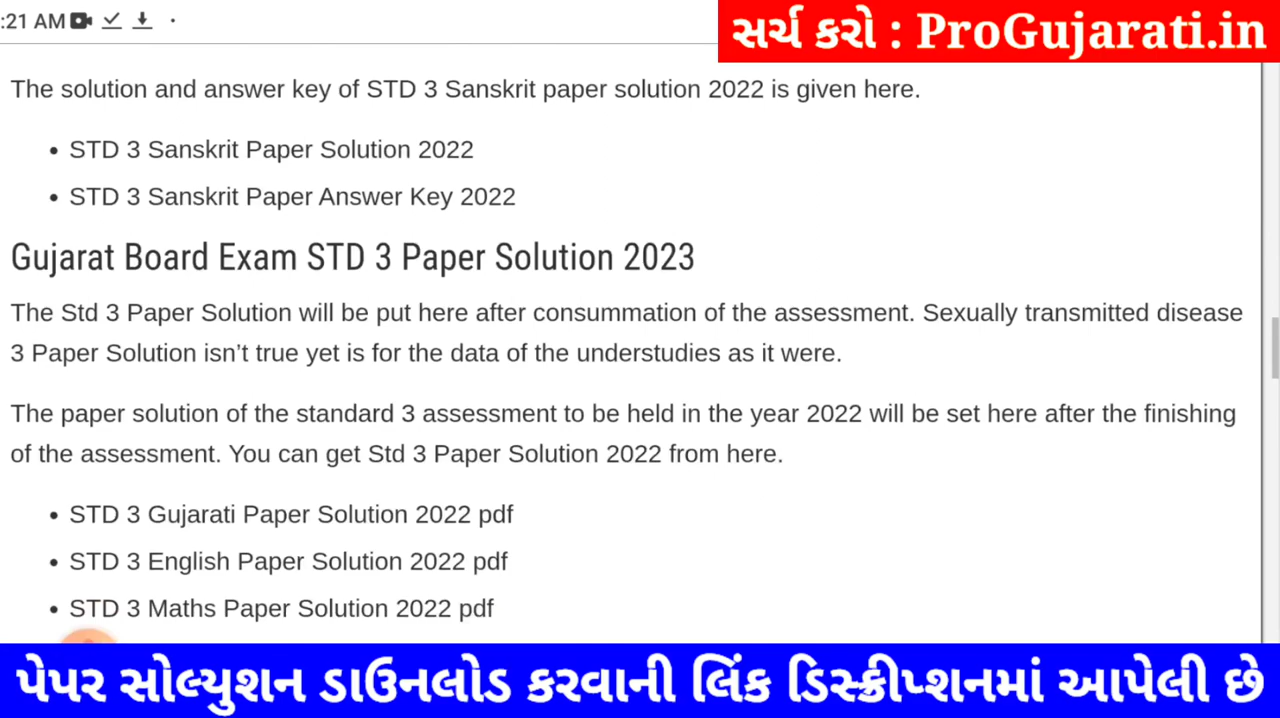 :21 AM
સર્ચ કરો : ProGujarati.in
The solution and answer key of STD 3 Sanskrit paper solution 2022 is given here.
• STD 3 Sanskrit Paper Solution 2022
• STD 3 Sanskrit Paper Answer Key 2022
Gujarat Board Exam STD 3 Paper Solution 2023
The Std 3 Paper Solution will be put here after consummation of the assessment. Sexually transmitted disease
3 Paper Solution isn’t true yet is for the data of the understudies as it were.
The paper solution of the standard 3 assessment to be held in the year 2022 will be set here after the finishing
of the assessment. You can get Std 3 Paper Solution 2022 from here.
• STD 3 Gujarati Paper Solution 2022 pdf
• STD 3 English Paper Solution 2022 pdf
• STD 3 Maths Paper Solution 2022 pdf
પેપર સોલ્યુશન ડાઉનલોડ કરવાની લિંક ડિસ્ક્રીપ્શનમાં આપેલી છે